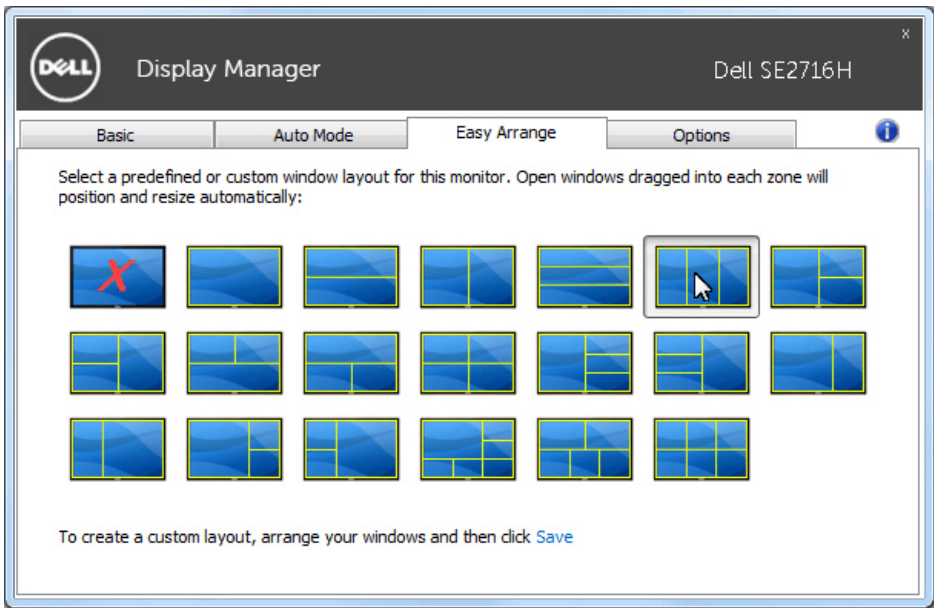 x
DELL
Display Manager
Dell SE2716H
Basic
Auto Mode
Easy Arrange
Options
i
Select a predefined or custom window layout for this monitor. Open windows dragged into each zone will
position and resize automatically:
X
To create a custom layout, arrange your windows and then click Save